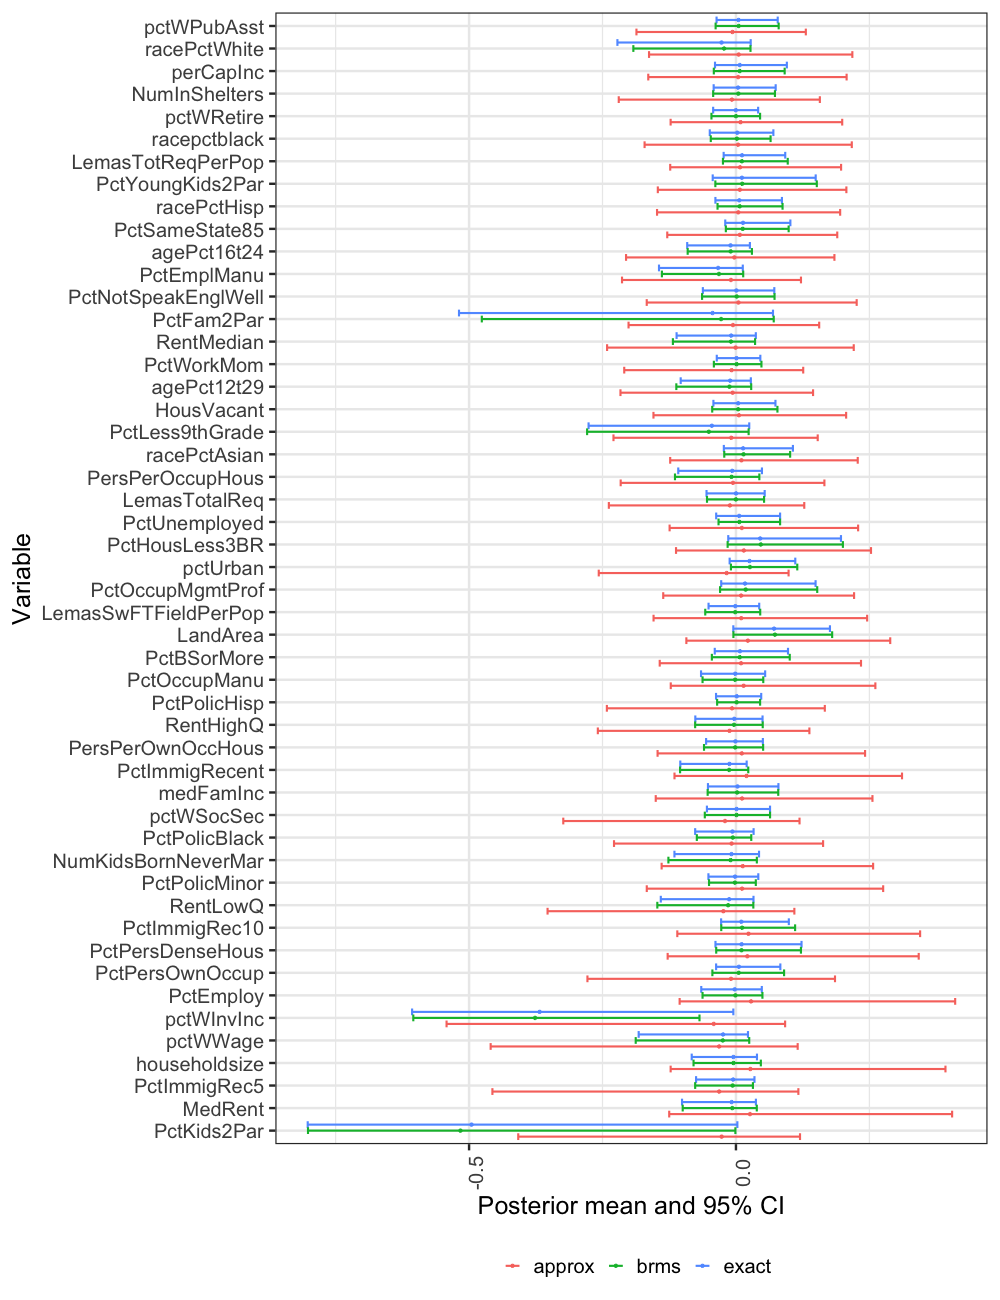 pctWPubAsst
racePctWhite
perCapInc
NumInShelters
pctWRetire
racepctblack
LemasTotReqPerPop
PctYoungKids2Par
racePctHisp
PctSameState85
agePct16t24
PctEmplManu
PctNotSpeakEnglWell
PctFam2Par
RentMedian
PctWorkMom
agePct12t29
HousVacant
PctLess9thGrade
racePctAsian
PersPerOccupHous
LemasTotalReq
PctUnemployed
PctHousLess3BR
pctUrban
PctOccupMgmtProf
LemasSwFTFieldPerPop
LandArea
PctBSorMore
PctOccupManu
PctPolicHisp
RentHighQ
PersPerOwnOccHous
PctImmigRecent
medFamInc
pctWSocSec
PctPolicBlack
NumKidsBornNeverMar
PctPolicMinor
RentLowQ
PctImmigRec10
PctPersDenseHous
PctPersOwnOccup
PctEmploy
pctWInvInc
pctWWage
householdsize
PctImmigRec5
MedRent
PctKids2Par
Variable
-0.5
0.0
Posterior mean and 95% CI
approx brms exact